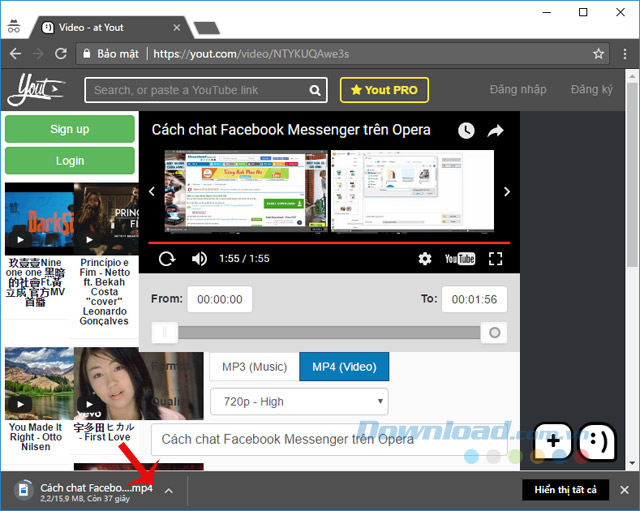 Video - at Yout
Bảo mật
https://yout.com/video/NTYKUQAwe3s
Yout
Search, or paste a YouTube link
Yout PRO
Đăng nhập
Đăng ký
Sign up
Login
Cách chat Facebook Messenger trên Opera
1:55 / 1:55
YouTube
玖壹壹Nine
one one 黑暗
的社會Ft.黃
立成 官方MV
首播
Princípio e
Fim - Netto
ft. Bekah
Costa
"cover"
Leonardo
Gonçalves
From:
00:00:00
To:
00:01:56
MP3 (Music)
MP4 (Video)
720p - High
Cách chat Facebook Messenger trên Opera
You Made It
Right - Otto
Nilsen
宇多田ヒカル
- First Love
Download.com.vn
Cách chat Facebo....mp4
2,2/15,9 MB, Còn 37 giây
Hiển thị tất cả